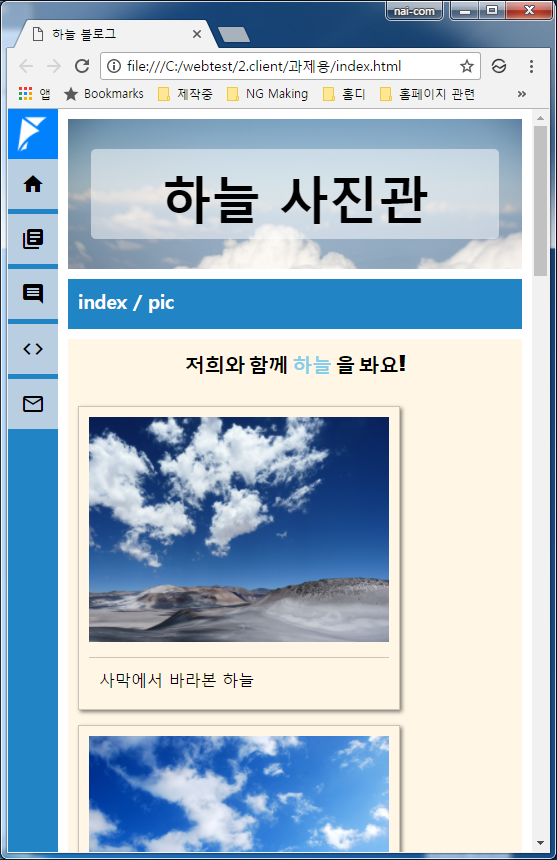 nai-com
하늘 블로그
file:///C:/webtest/2.client/과제용/index.html
앱 Bookmarks 제작중 NG Making 홈디 홈페이지 관련 »
하늘 사진관
index / pic
저희와 함께 하늘 을 봐요!
사막에서 바라본 하늘